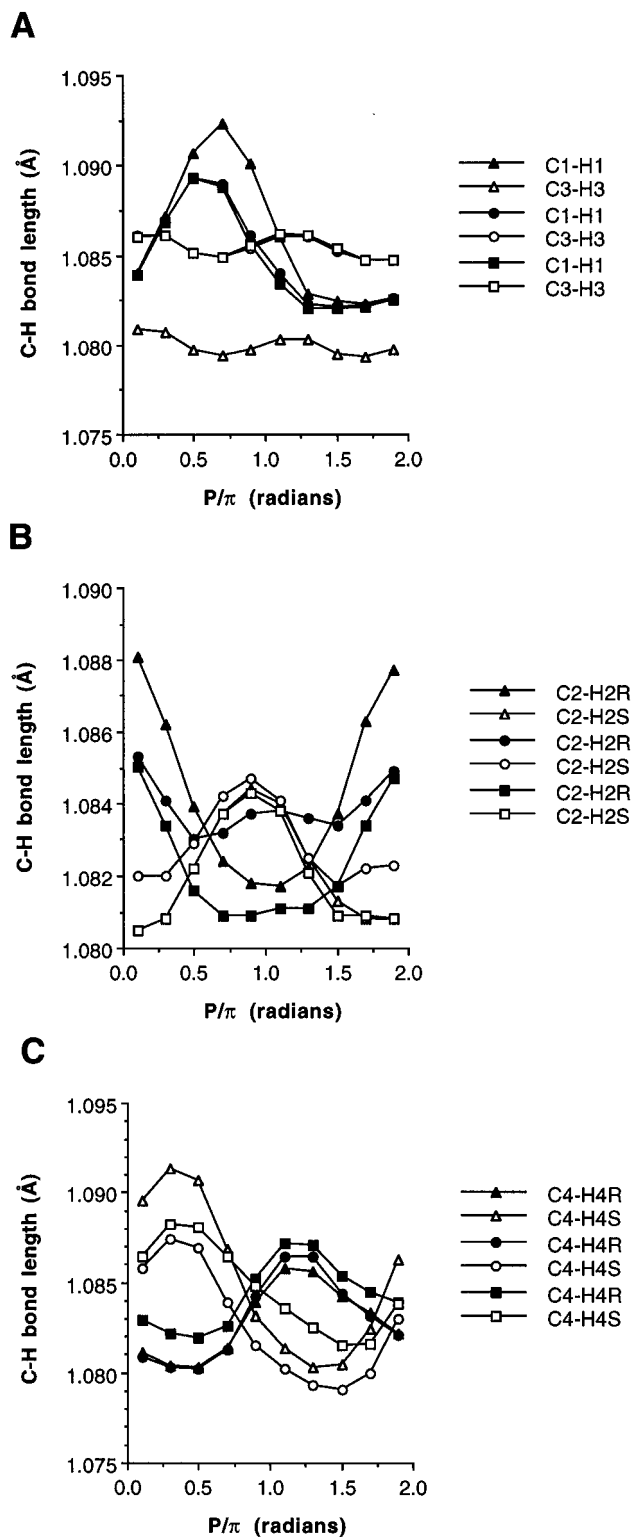 A
1.095
1.090
1.085
1.080
1.075
C-H bond length (Å)
0.0 0.5 1.0 1.5 2.0
P/π (radians)
C1-H1
C3-H3
C1-H1
C3-H3
C1-H1
C3-H3
B
1.090
1.088
1.086
1.084
1.082
1.080
C-H bond length (Å)
0.0 0.5 1.0 1.5 2.0
P/π (radians)
C2-H2R
C2-H2S
C2-H2R
C2-H2S
C2-H2R
C2-H2S
C
1.095
1.090
1.085
1.080
1.075
C-H bond length (Å)
0.0 0.5 1.0 1.5 2.0
P/π (radians)
C4-H4R
C4-H4S
C4-H4R
C4-H4S
C4-H4R
C4-H4S